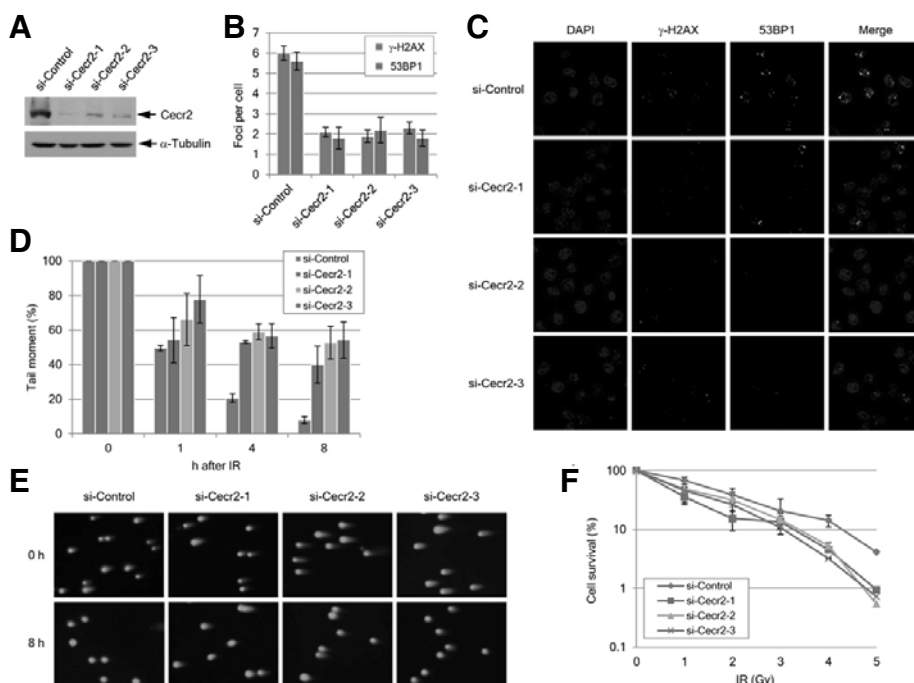 A
si-Control
si-Cecr2-1
si-Cecr2-2
si-Cecr2-3
Cecr2
α-Tubulin
B
7
6
5
4
3
2
1
0
Foci per cell
γ-H2AX
53BP1
si-Control
si-Cecr2-1
si-Cecr2-2
si-Cecr2-3
C
DAPI γ-H2AX 53BP1 Merge
si-Control
si-Cecr2-1
si-Cecr2-2
si-Cecr2-3
D
100
80
60
40
20
0
Tail moment (%)
si-Control
si-Cecr2-1
si-Cecr2-2
si-Cecr2-3
0 1 4 8
h after IR
E
si-Control si-Cecr2-1 si-Cecr2-2 si-Cecr2-3
0 h
8 h
F
100
10
1
0.1
Cell survival (%)
si-Control
si-Cecr2-1
si-Cecr2-2
si-Cecr2-3
0 1 2 3 4 5
IR (Gy)